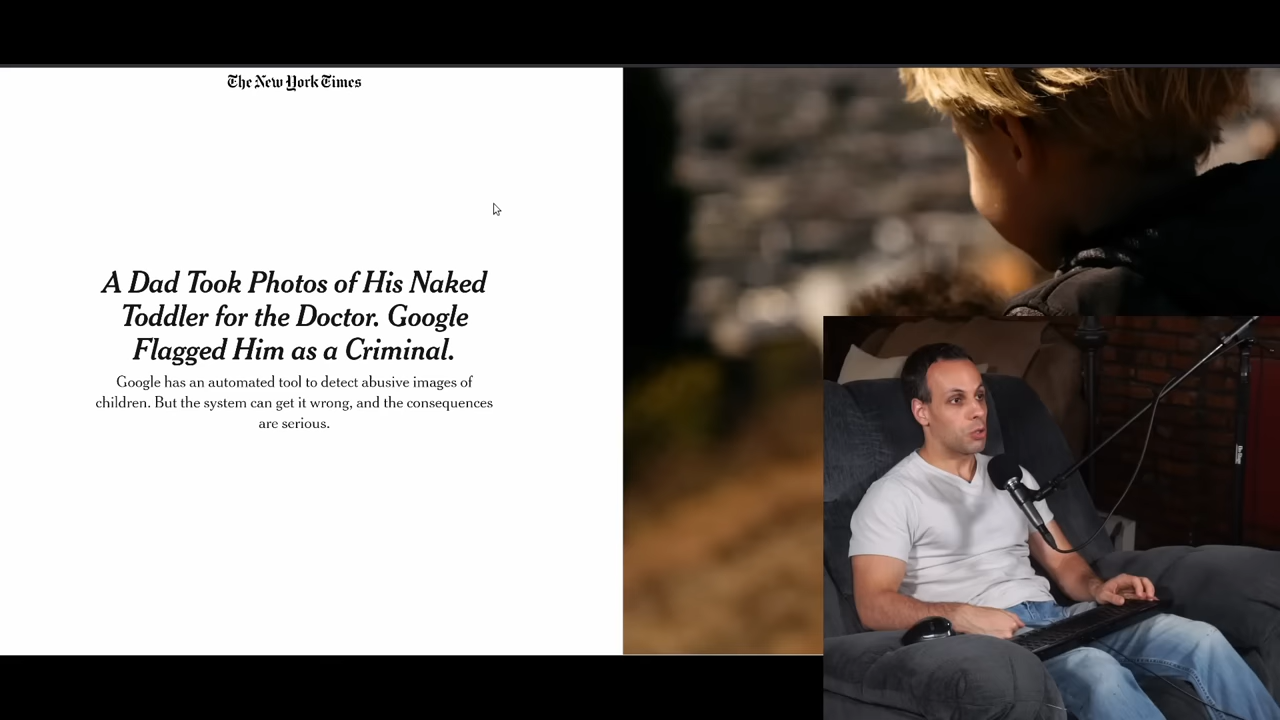 The New York Times
A Dad Took Photos of His Naked
Toddler for the Doctor. Google
Flagged Him as a Criminal.
Google has an automated tool to detect abusive images of
children. But the system can get it wrong, and the consequences
are serious.